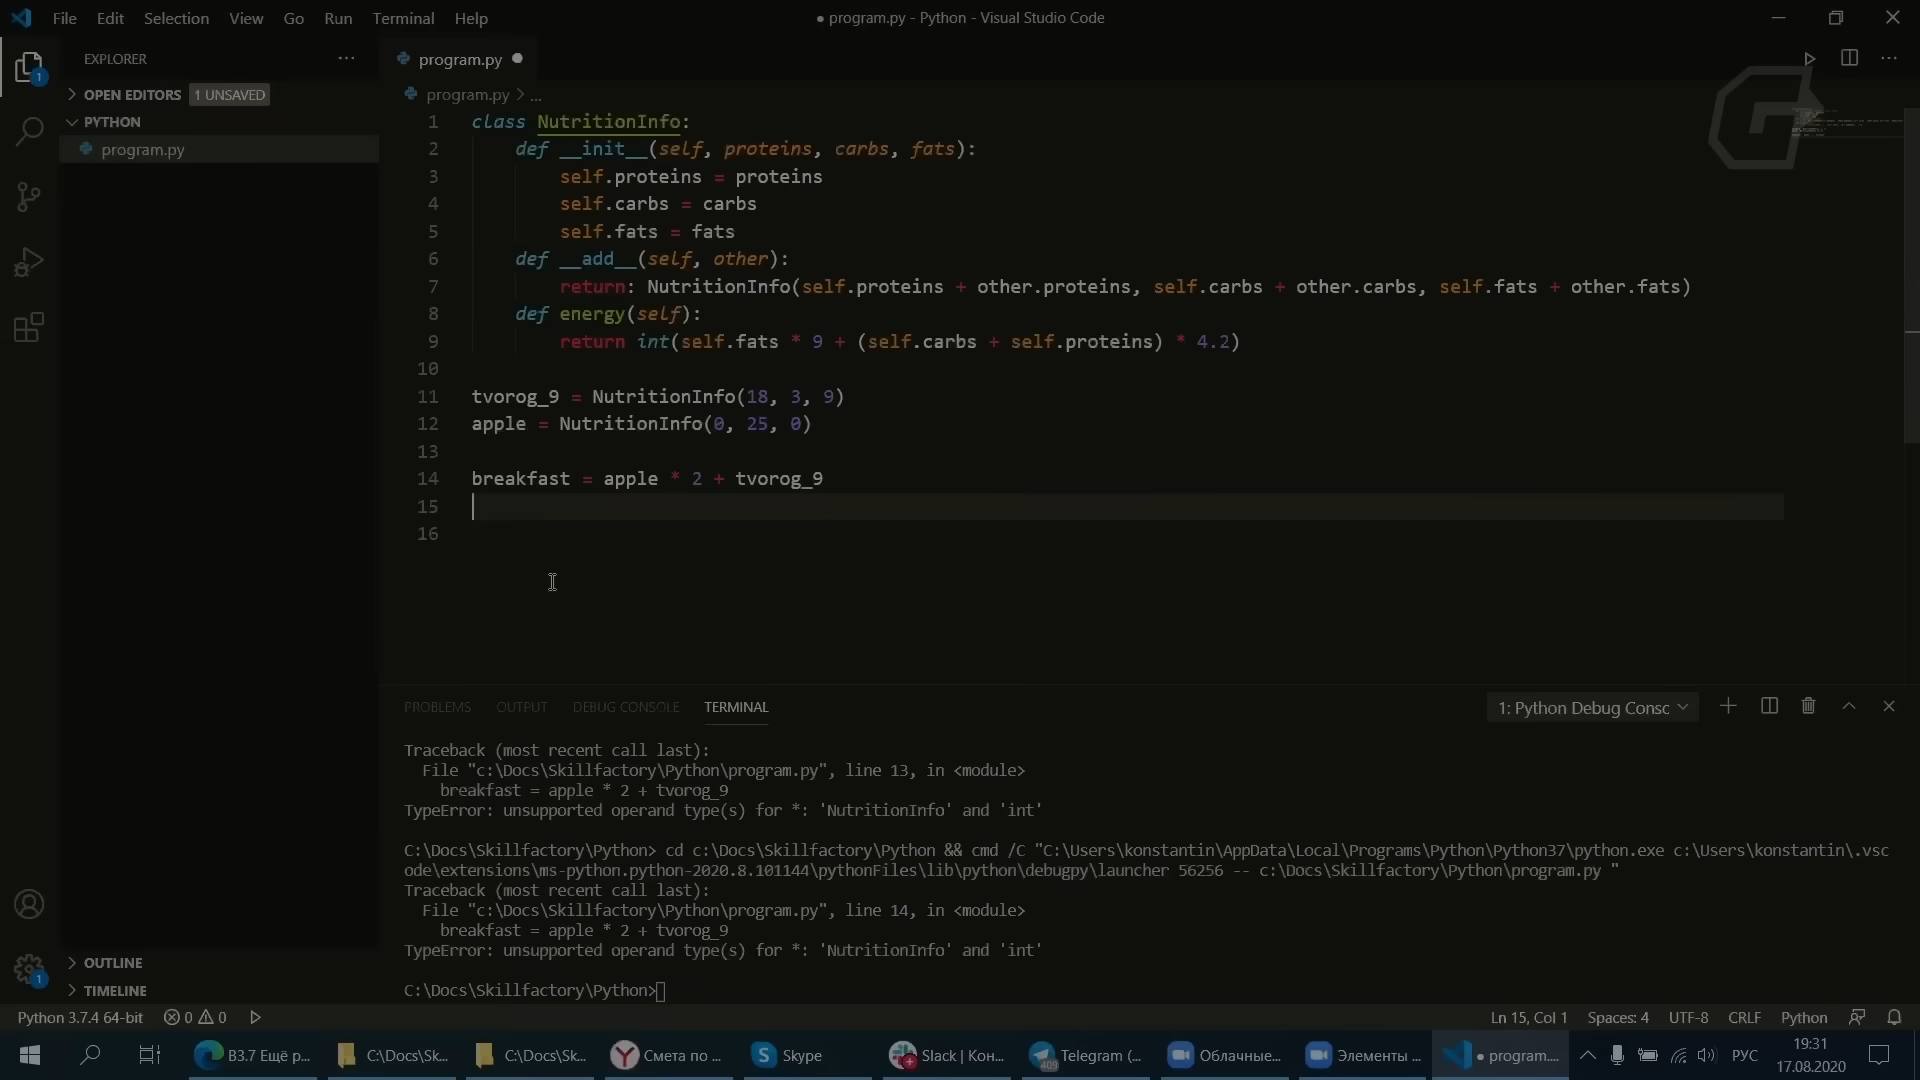 File Edit Selection View Go Run Terminal Help
● program.py - Python - Visual Studio Code
EXPLORER
OPEN EDITORS 1 UNSAVED
PYTHON
program.py
program.py
program.py > ...
1 class NutritionInfo:
2 def __init__(self, proteins, carbs, fats):
3 self.proteins = proteins
4 self.carbs = carbs
5 self.fats = fats
6 def __add__(self, other):
7 return: NutritionInfo(self.proteins + other.proteins, self.carbs + other.carbs, self.fats + other.fats)
8 def energy(self):
9 return int(self.fats * 9 + (self.carbs + self.proteins) * 4.2)
10
11 tvorog_9 = NutritionInfo(18, 3, 9)
12 apple = NutritionInfo(0, 25, 0)
13
14 breakfast = apple * 2 + tvorog_9
15
16
PROBLEMS OUTPUT DEBUG CONSOLE TERMINAL
1: Python Debug Consc
Traceback (most recent call last):
File "c:\Docs\Skillfactory\Python\program.py", line 13, in <module>
breakfast = apple * 2 + tvorog_9
TypeError: unsupported operand type(s) for *: 'NutritionInfo' and 'int'
C:\Docs\Skillfactory\Python> cd c:\Docs\Skillfactory\Python && cmd /C "C:\Users\konstantin\AppData\Local\Programs\Python\Python37\python.exe c:\Users\konstantin\.vsc
ode\extensions\ms-python.python-2020.8.101144\pythonFiles\lib\python\debugpy\launcher 56256 -- c:\Docs\Skillfactory\Python\program.py "
Traceback (most recent call last):
File "c:\Docs\Skillfactory\Python\program.py", line 14, in <module>
breakfast = apple * 2 + tvorog_9
TypeError: unsupported operand type(s) for *: 'NutritionInfo' and 'int'
C:\Docs\Skillfactory\Python>
OUTLINE
TIMELINE
1
1
Python 3.7.4 64-bit 0 0
Ln 15, Col 1 Spaces: 4 UTF-8 CRLF Python
B3.7 Ещё р... C:\Docs\Sk... C:\Docs\Sk... Смета по ... Skype Slack | Кон... Telegram (... Облачные... Элементы ... ● program.... РУС
409
19:31
17.08.2020